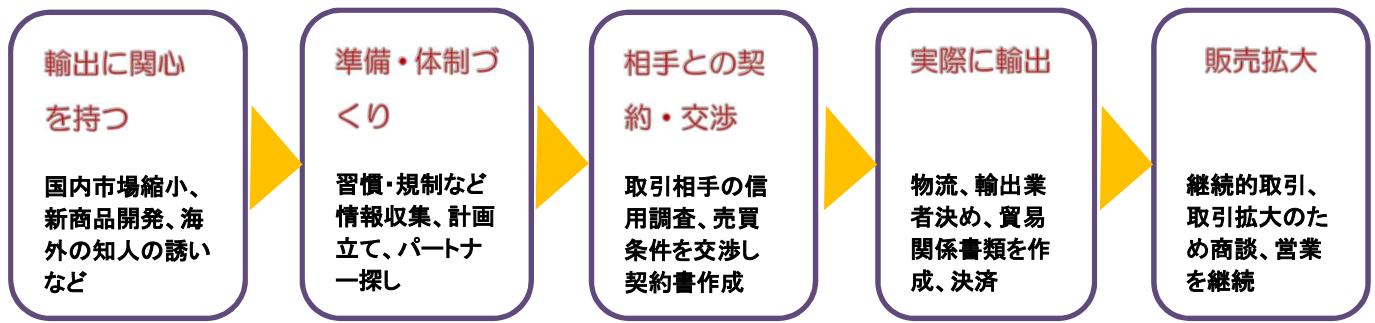 輸出に関心
を持つ
国内市場縮小、
新商品開発、海
外の知人の誘い
など
準備・体制づ
くり
習慣・規制など
情報収集、計画
立て、パートナ
ー探し
相手との契
約・交渉
取引相手の信
用調査、売買
条件を交渉し
契約書作成
実際に輸出
物流、輸出業
者決め、貿易
関係書類を作
成、決済
販売拡大
継続的取引、
取引拡大のた
め商談、営業
を継続